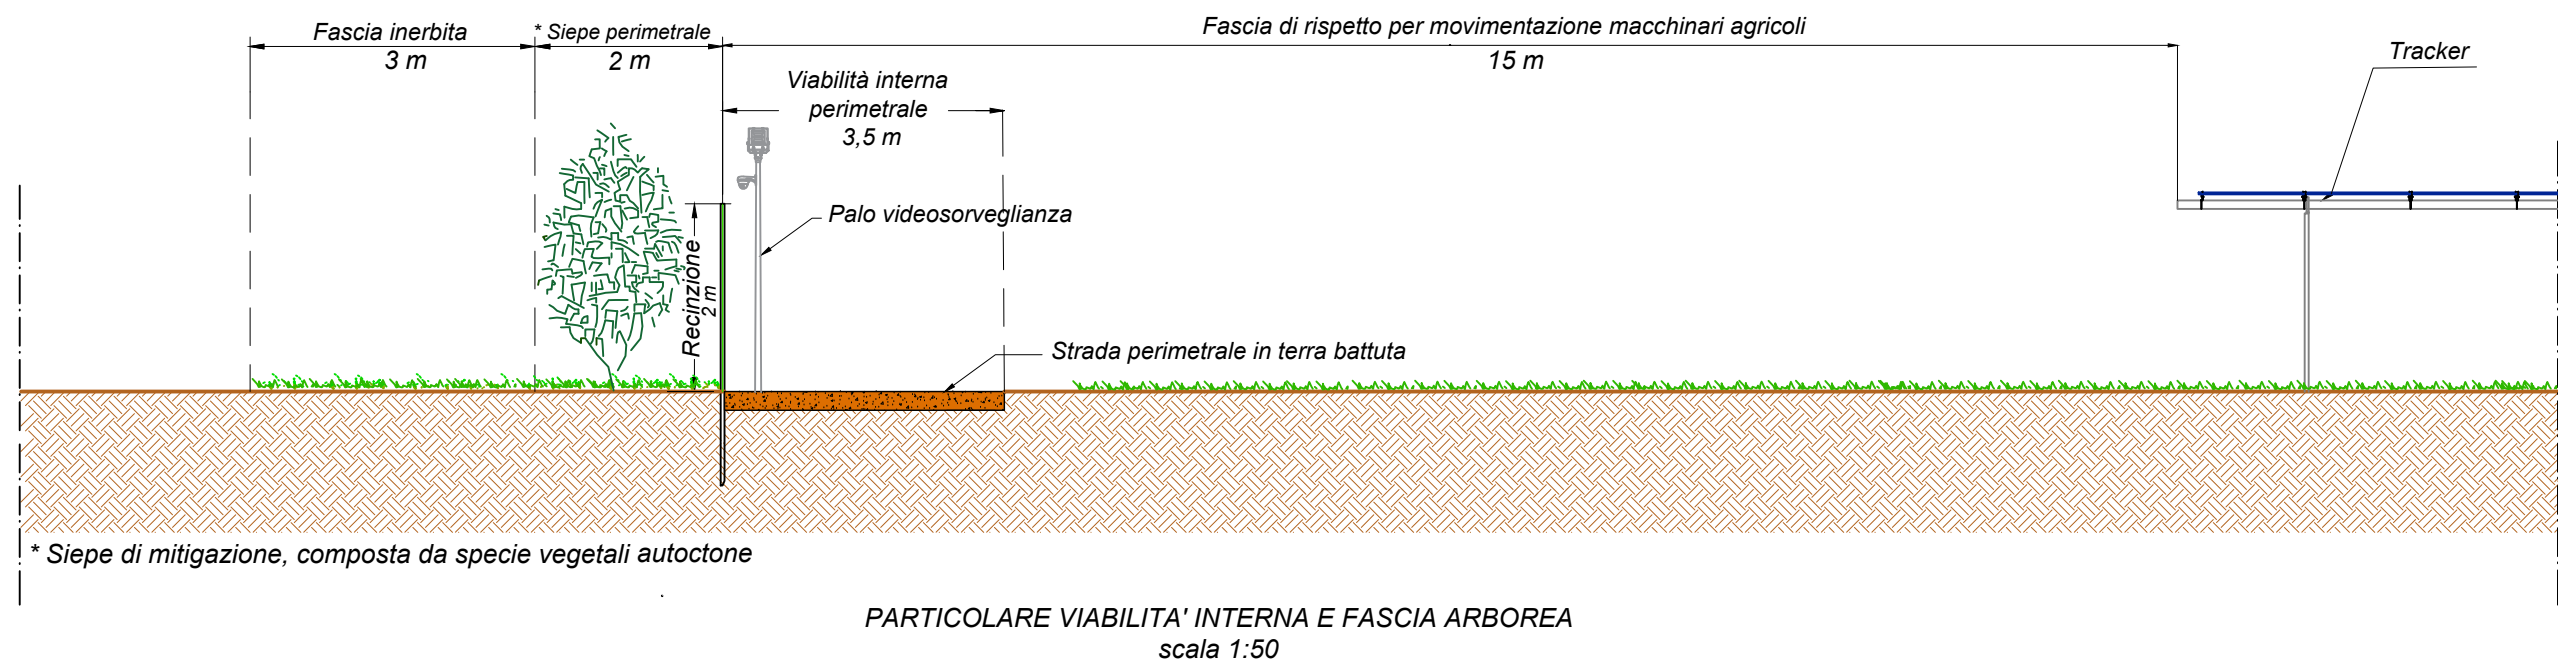 Fascia inerbita
3 m
* Siepe perimetrale
2 m
Fascia di rispetto per movimentazione macchinari agricoli
15 m
Tracker
Viabilità interna
perimetrale
3,5 m
Palo videosorveglianza
Recinzione
2 m
Strada perimetrale in terra battuta
* Siepe di mitigazione, composta da specie vegetali autoctone
PARTICOLARE VIABILITA' INTERNA E FASCIA ARBOREA
scala 1:50